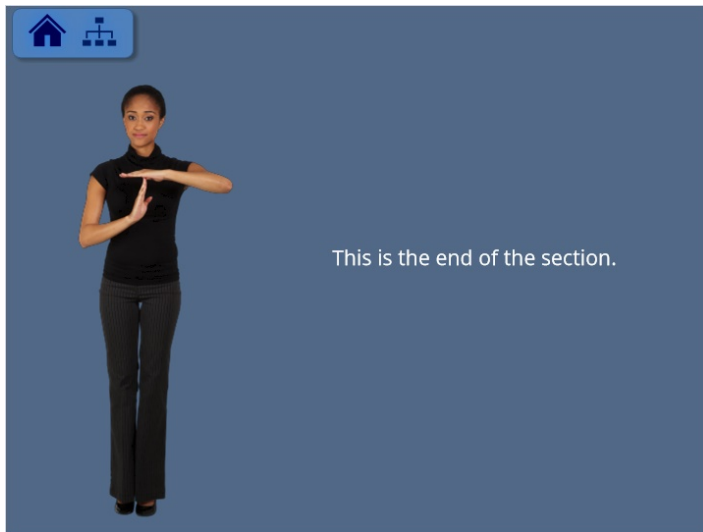 This is the end of the section.